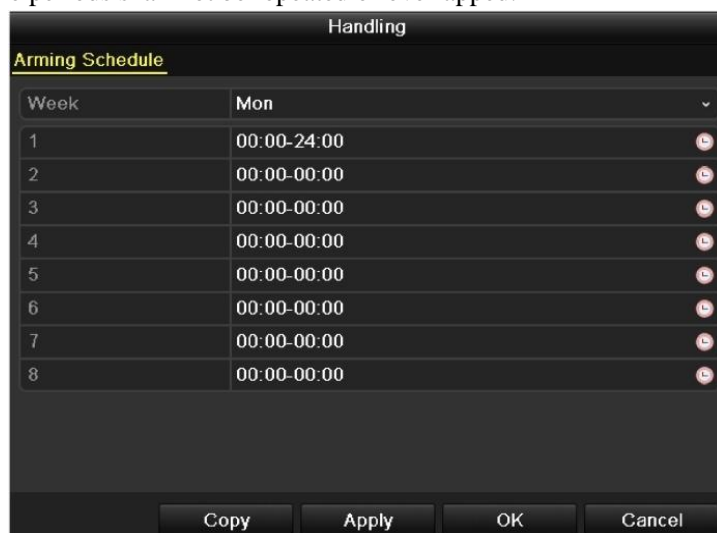 Handling
Arming Schedule
Week Mon
1 00:00-24:00
2 00:00-00:00
3 00:00-00:00
4 00:00-00:00
5 00:00-00:00
6 00:00-00:00
7 00:00-00:00
8 00:00-00:00
Copy Apply OK Cancel